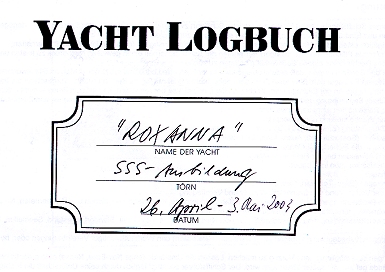 YACHT LOGBUCH
"ROXANNA"
NAME DER YACHT
SSS-Ausbildung
TÖRN
26. April - 3. Mai 2003
DATUM